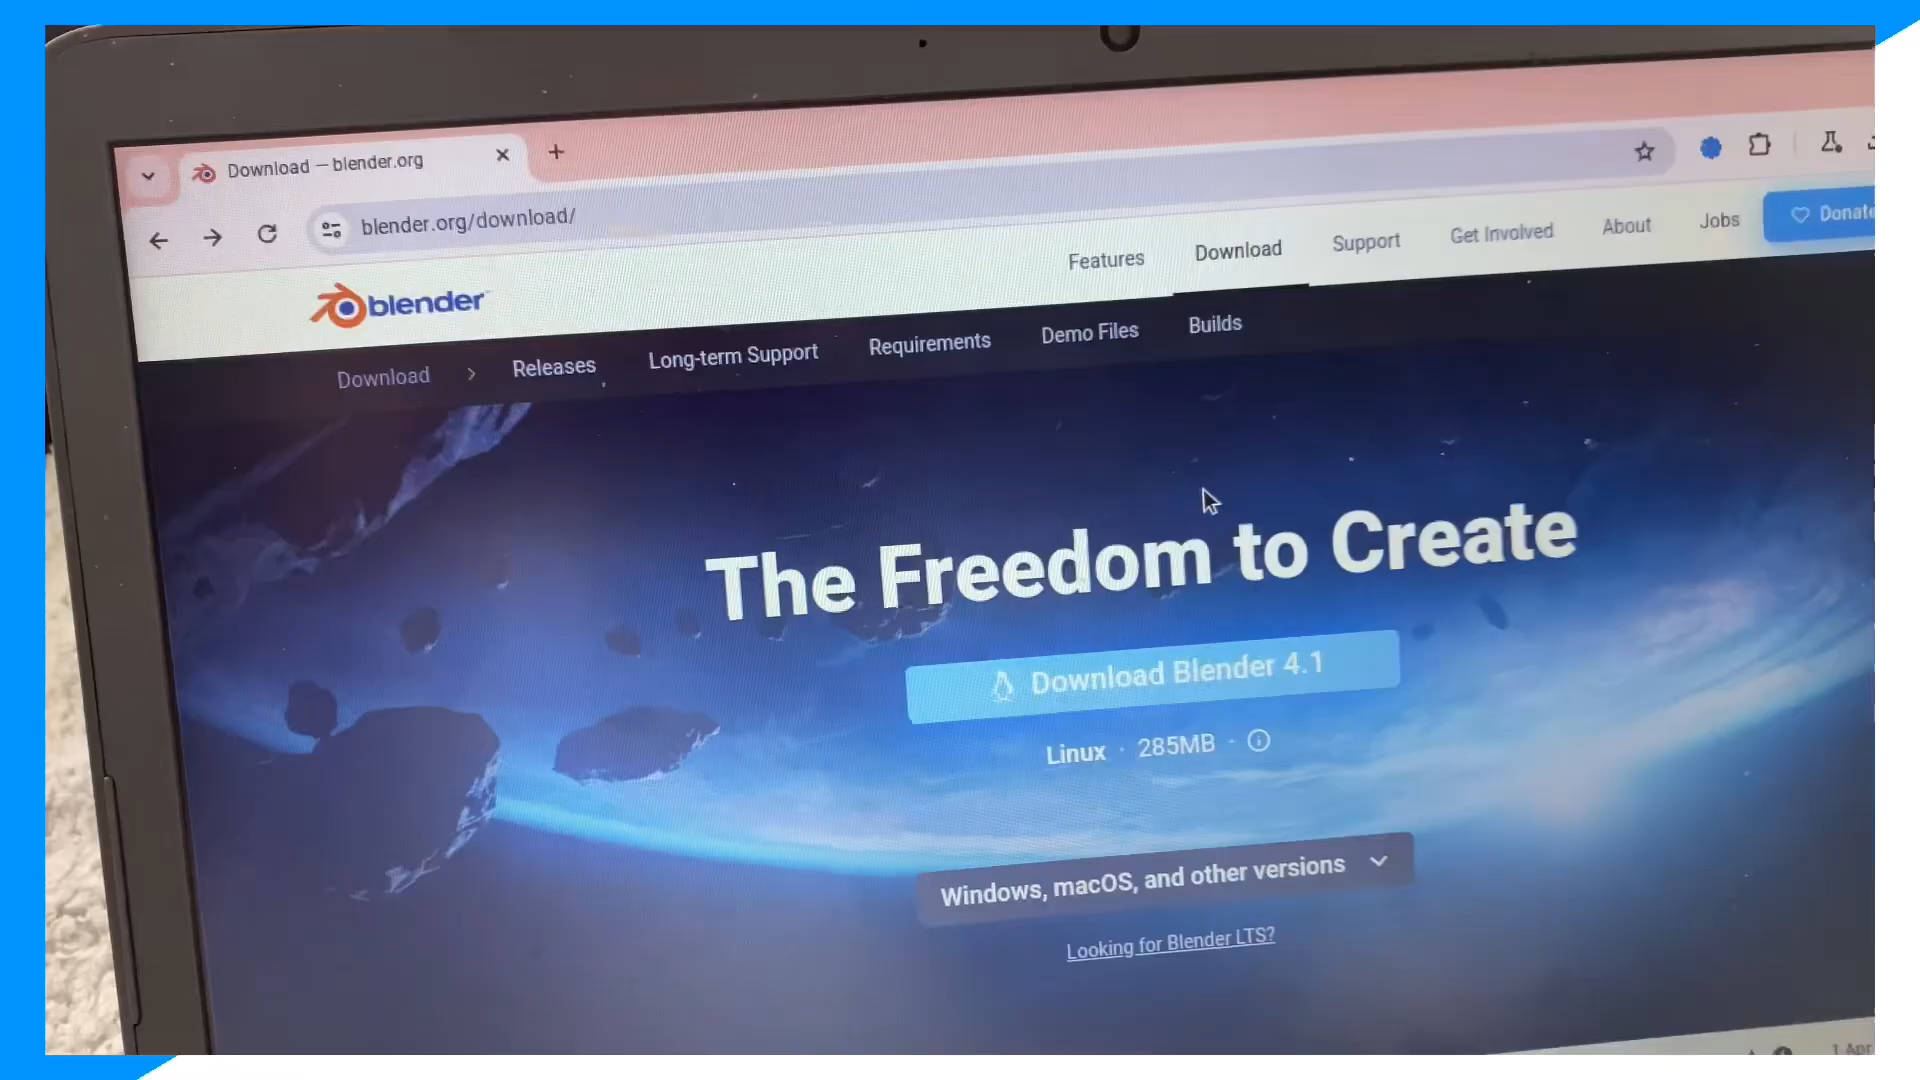 Download — blender.org
blender.org/download/
blender
Features
Download
Support
Get Involved
About
Jobs
Donate
Download
Releases
Long-term Support
Requirements
Demo Files
Builds
The Freedom to Create
Download Blender 4.1
Linux · 285MB ·
Windows, macOS, and other versions
Looking for Blender LTS?
1 Apr